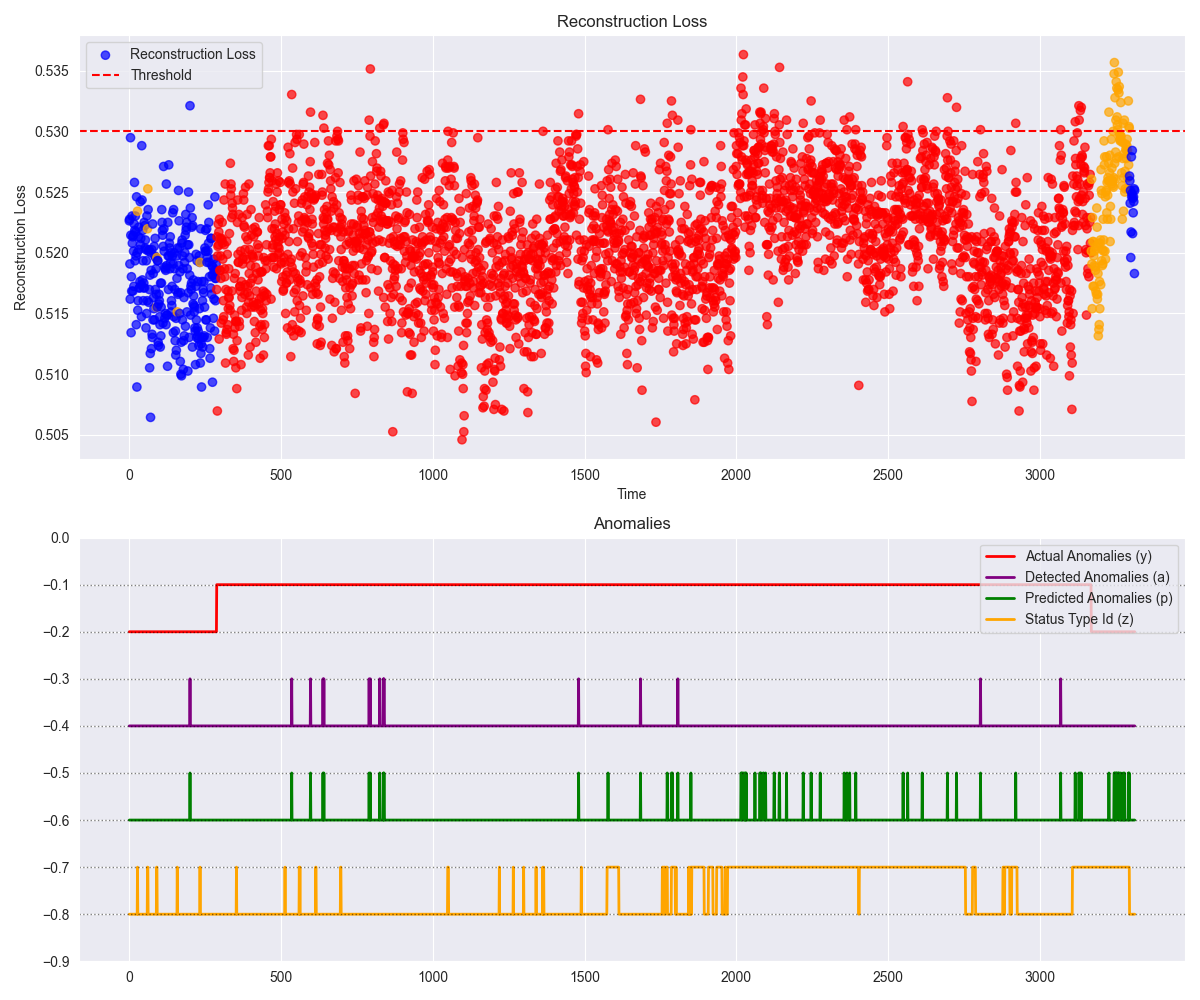 Reconstruction Loss
Reconstruction Loss
Threshold
0.535
0.530
0.525
0.520
0.515
0.510
0.505
Reconstruction Loss
0 500 1000 1500 2000 2500 3000
Time
Anomalies
Actual Anomalies (y)
Detected Anomalies (a)
Predicted Anomalies (p)
Status Type Id (z)
0.0
−0.1
−0.2
−0.3
−0.4
−0.5
−0.6
−0.7
−0.8
−0.9
0 500 1000 1500 2000 2500 3000